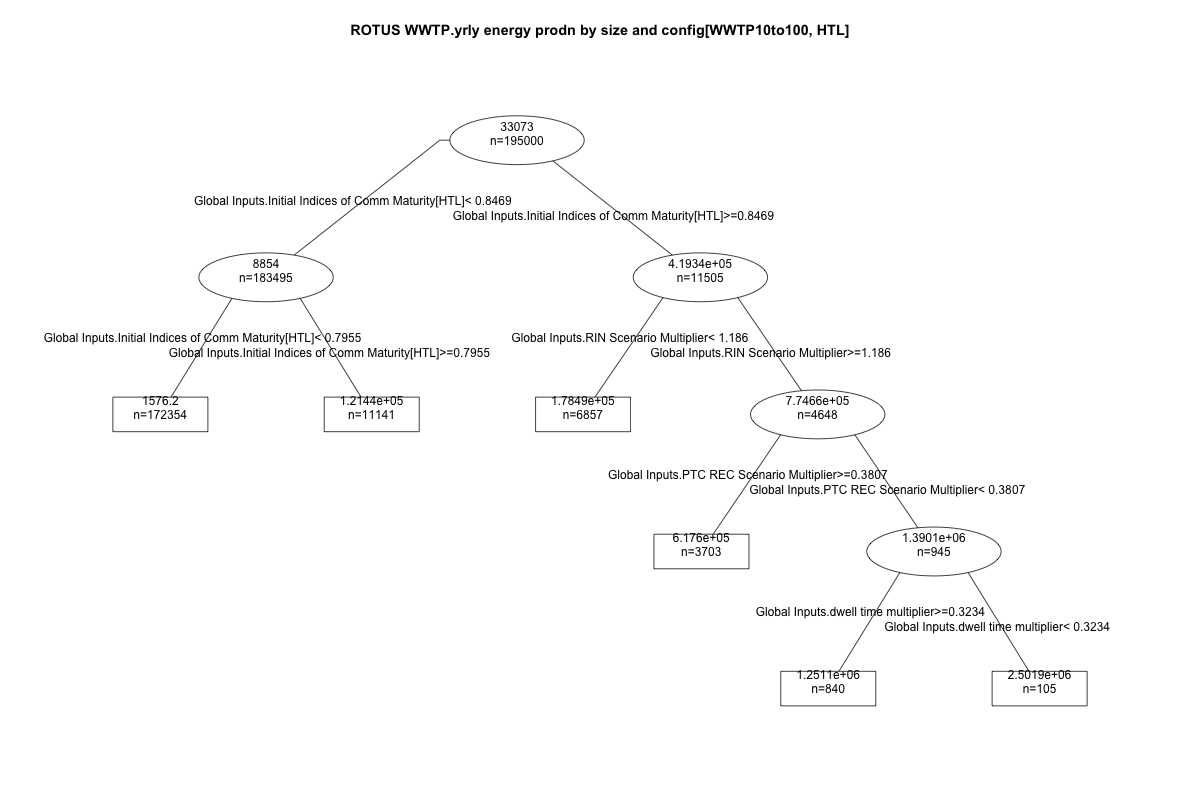 ROTUS WWTP.yrly energy prodn by size and config[WWTP10to100, HTL]
33073
n=195000
Global Inputs.Initial Indices of Comm Maturity[HTL]< 0.8469
Global Inputs.Initial Indices of Comm Maturity[HTL]>=0.8469
8854
n=183495
4.1934e+05
n=11505
Global Inputs.Initial Indices of Comm Maturity[HTL]< 0.7955
Global Inputs.Initial Indices of Comm Maturity[HTL]>=0.7955
Global Inputs.RIN Scenario Multiplier< 1.186
Global Inputs.RIN Scenario Multiplier>=1.186
1576.2
n=172354
1.2144e+05
n=11141
1.7849e+05
n=6857
7.7466e+05
n=4648
Global Inputs.PTC REC Scenario Multiplier>=0.3807
Global Inputs.PTC REC Scenario Multiplier< 0.3807
6.176e+05
n=3703
1.3901e+06
n=945
Global Inputs.dwell time multiplier>=0.3234
Global Inputs.dwell time multiplier< 0.3234
1.2511e+06
n=840
2.5019e+06
n=105